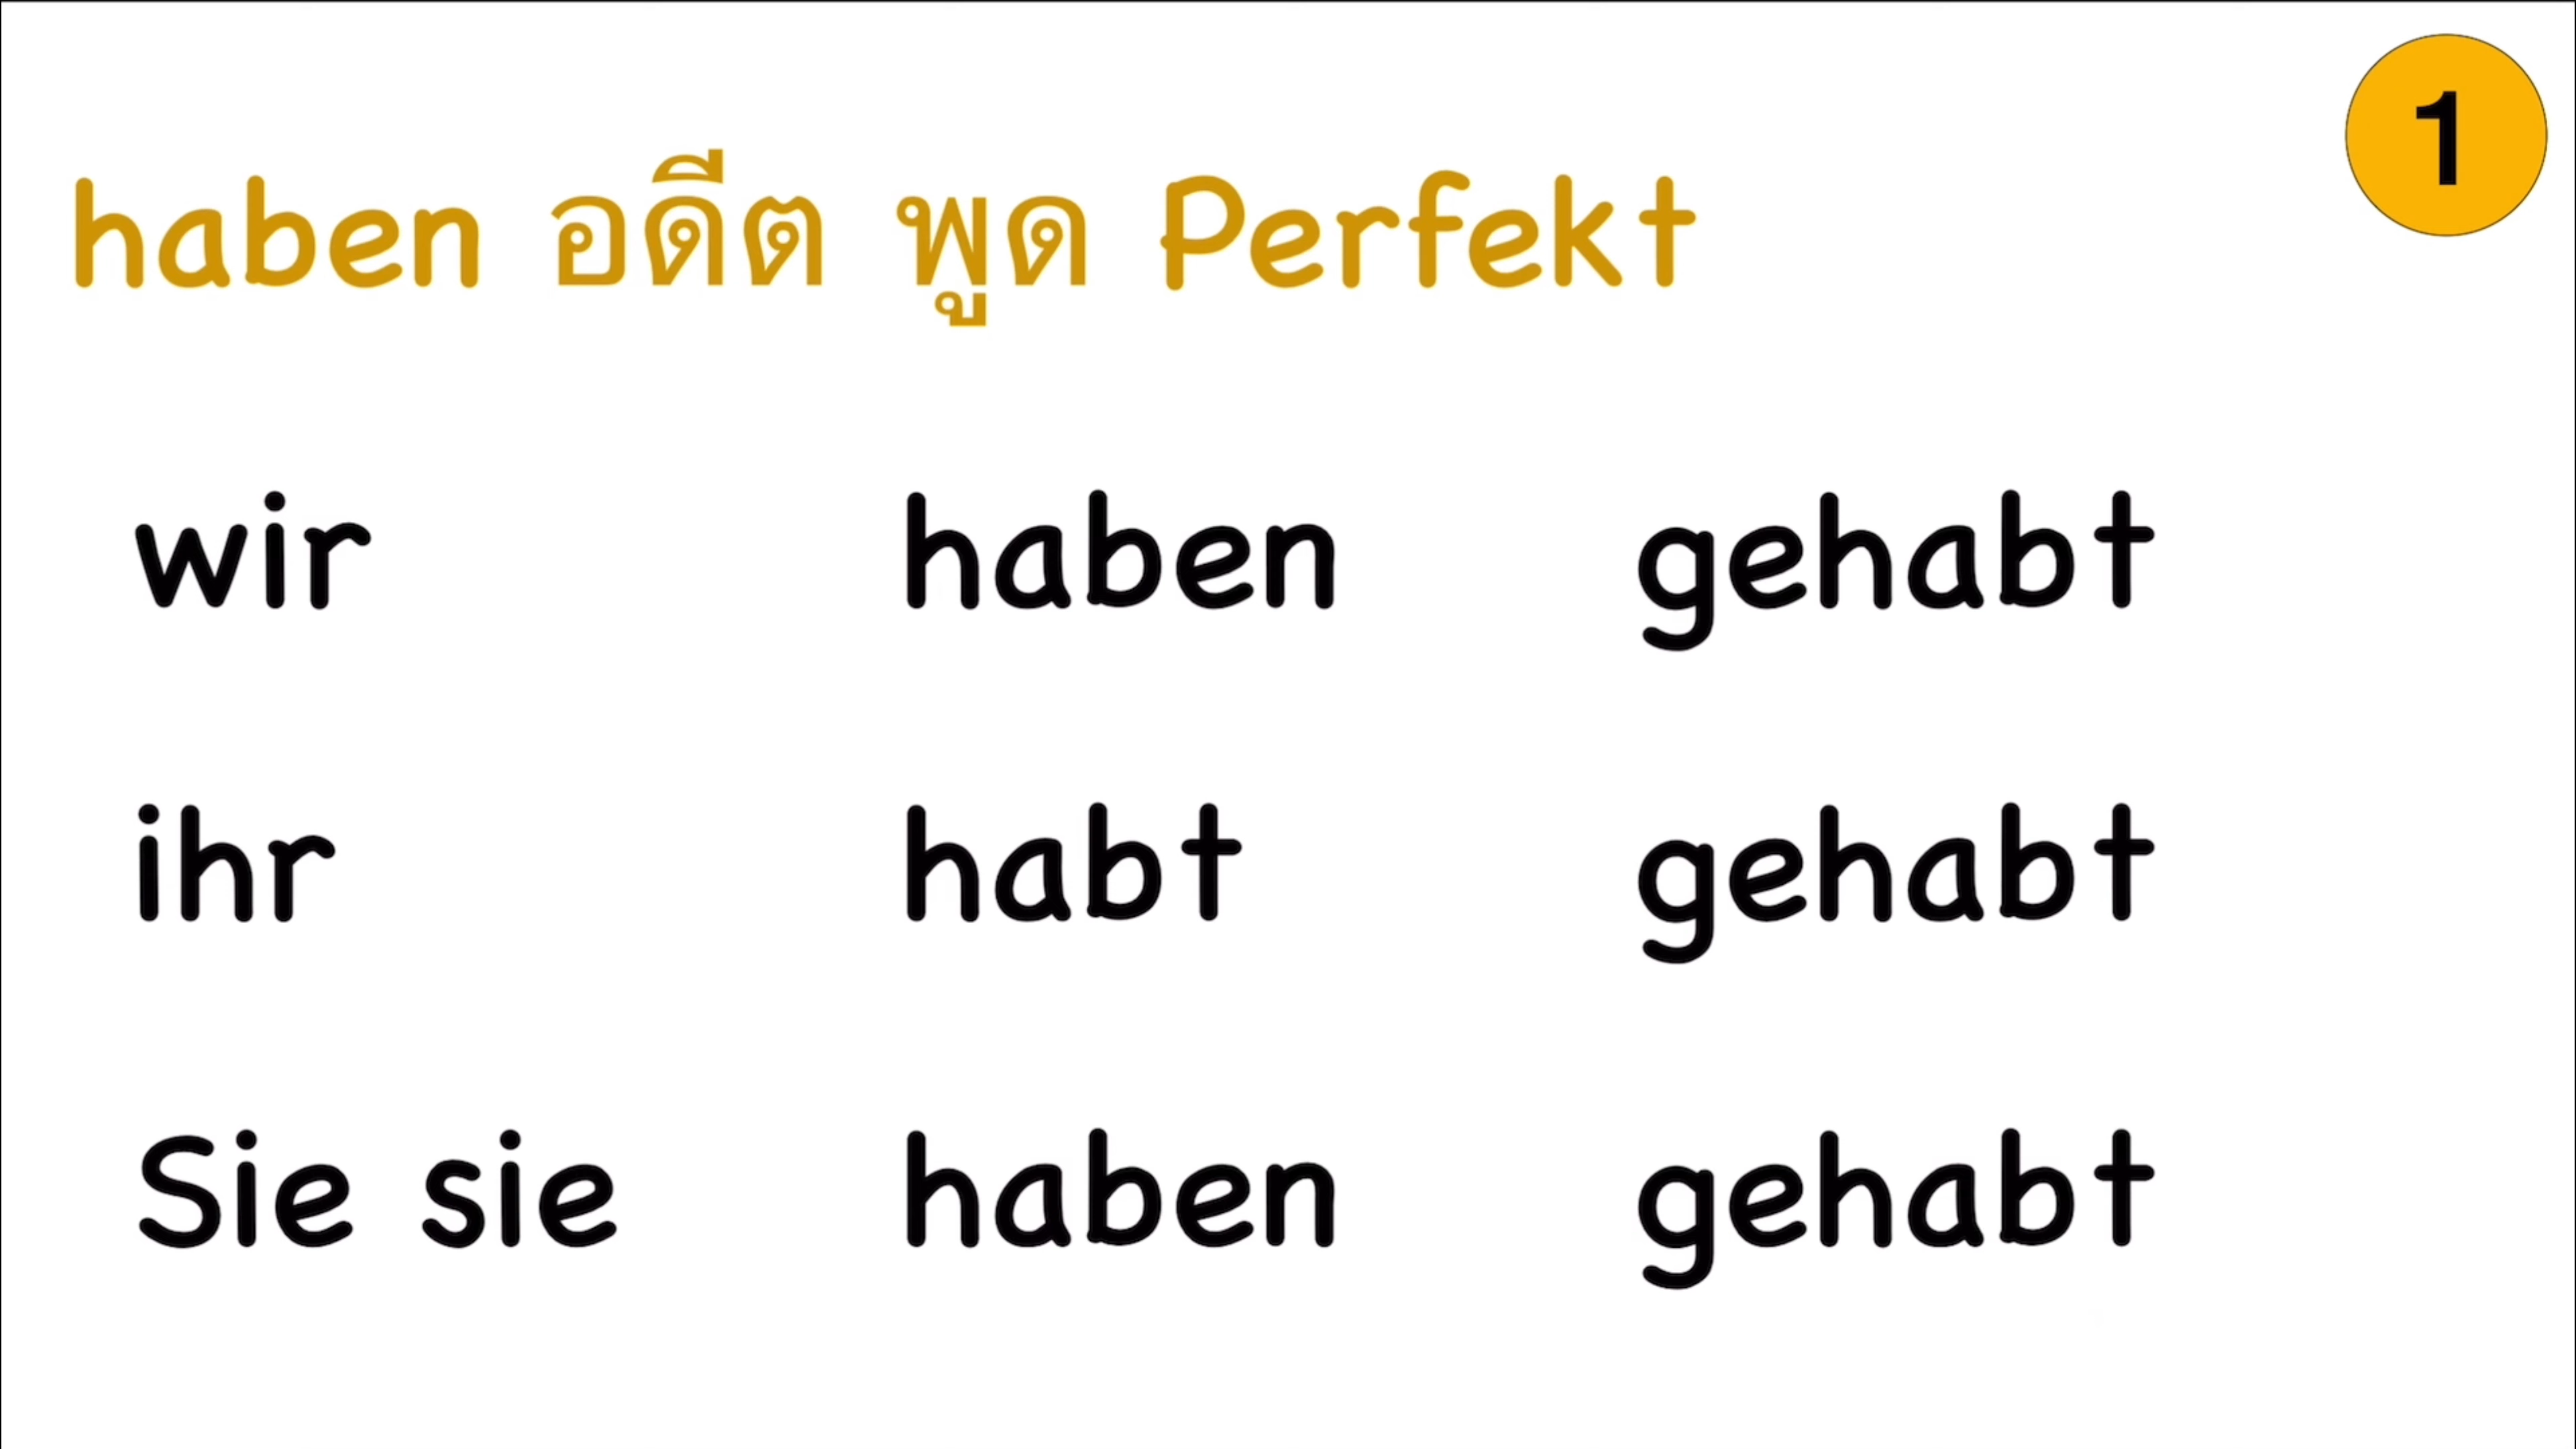 1
haben อดีต พูด Perfekt
wir haben gehabt
ihr habt gehabt
Sie sie haben gehabt